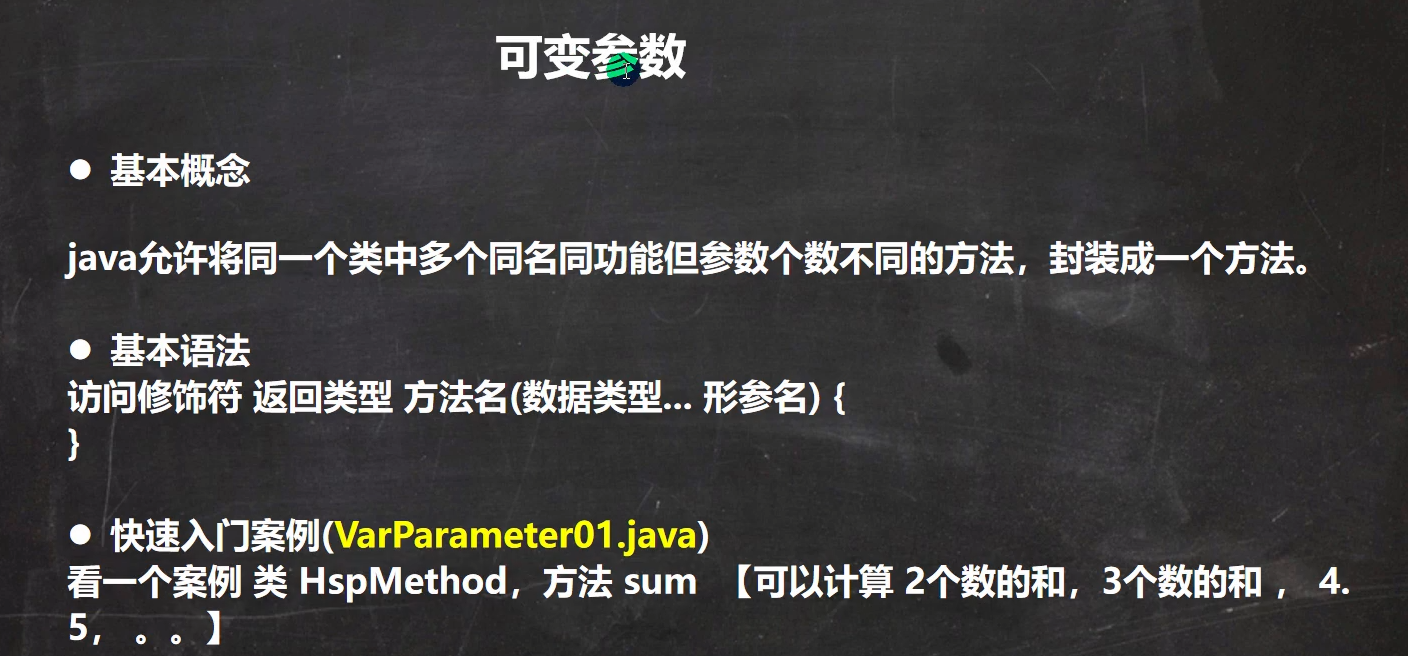 可变参数
● 基本概念
java允许将同一个类中多个同名同功能但参数个数不同的方法，封装成一个方法。
● 基本语法
访问修饰符 返回类型 方法名(数据类型... 形参名) {
}
● 快速入门案例(VarParameter01.java)
看一个案例 类 HspMethod，方法 sum 【可以计算 2个数的和，3个数的和 ， 4.
5， 。。】